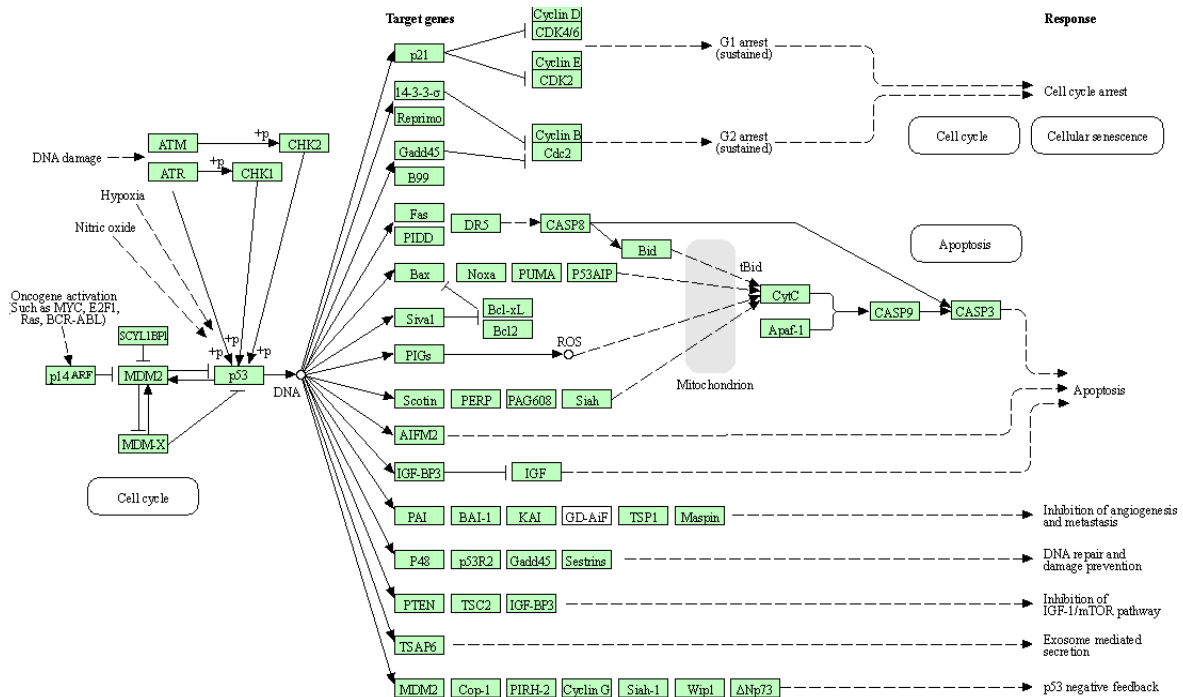 Target genes
Response
Cyclin D
CDK4/6
p21
Cyclin E
CDK2
G1 arrest
(sustained)
14-3-3-σ
Reprimo
Cyclin B
Cdc2
G2 arrest
(sustained)
Cell cycle arrest
Gadd45
B99
Cell cycle
Cellular senescence
DNA damage
ATM
+p
CHK2
ATR
+p
CHK1
Hypoxia
Nitric oxide
Fas
PIDD
DR5
CASP8
Bid
tBid
Apoptosis
Bax
Noxa
PUMA
P53AIP
CytC
Bcl-xL
Bcl2
Siva1
Apaf-1
CASP9
CASP3
Oncogene activation
(Such as MYC, E2F1,
Ras, BCR-ABL)
SCYL1BP1
PIGs
ROS
Mitochondrion
p14ARF
MDM2
+p
+p
+p
p53
DNA
MDM-X
Cell cycle
Scotin
PERP
PAG608
Siah
Apoptosis
AIFM2
IGF-BP3
IGF
PAI
BAI-1
KAI
GD-AiF
TSP1
Maspin
Inhibition of angiogenesis
and metastasis
P48
p53R2
Gadd45
Sestrins
DNA repair and
damage prevention
PTEN
TSC2
IGF-BP3
Inhibition of
IGF-1/mTOR pathway
TSAP6
Exosome mediated
secretion
MDM2
Cop-1
PIRH-2
Cyclin G
Siah-1
Wip1
ΔNp73
p53 negative feedback